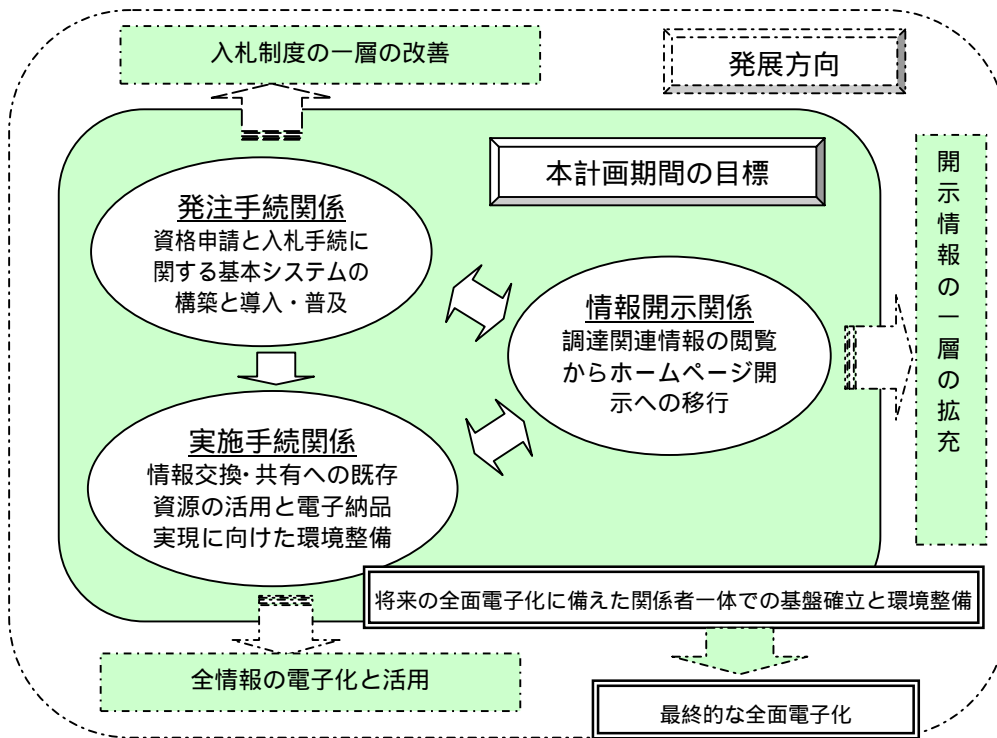 入札制度の一層の改善
発展方向
本計画期間の目標
発注手続関係
資格申請と入札手続に
関する基本システムの
構築と導入・普及
情報開示関係
調達関連情報の閲覧
からホームページ開
示への移行
開示情報の一層の拡充
実施手続関係
情報交換・共有への既存
資源の活用と電子納品
実現に向けた環境整備
将来の全面電子化に備えた関係者一体での基盤確立と環境整備
全情報の電子化と活用
最終的な全面電子化